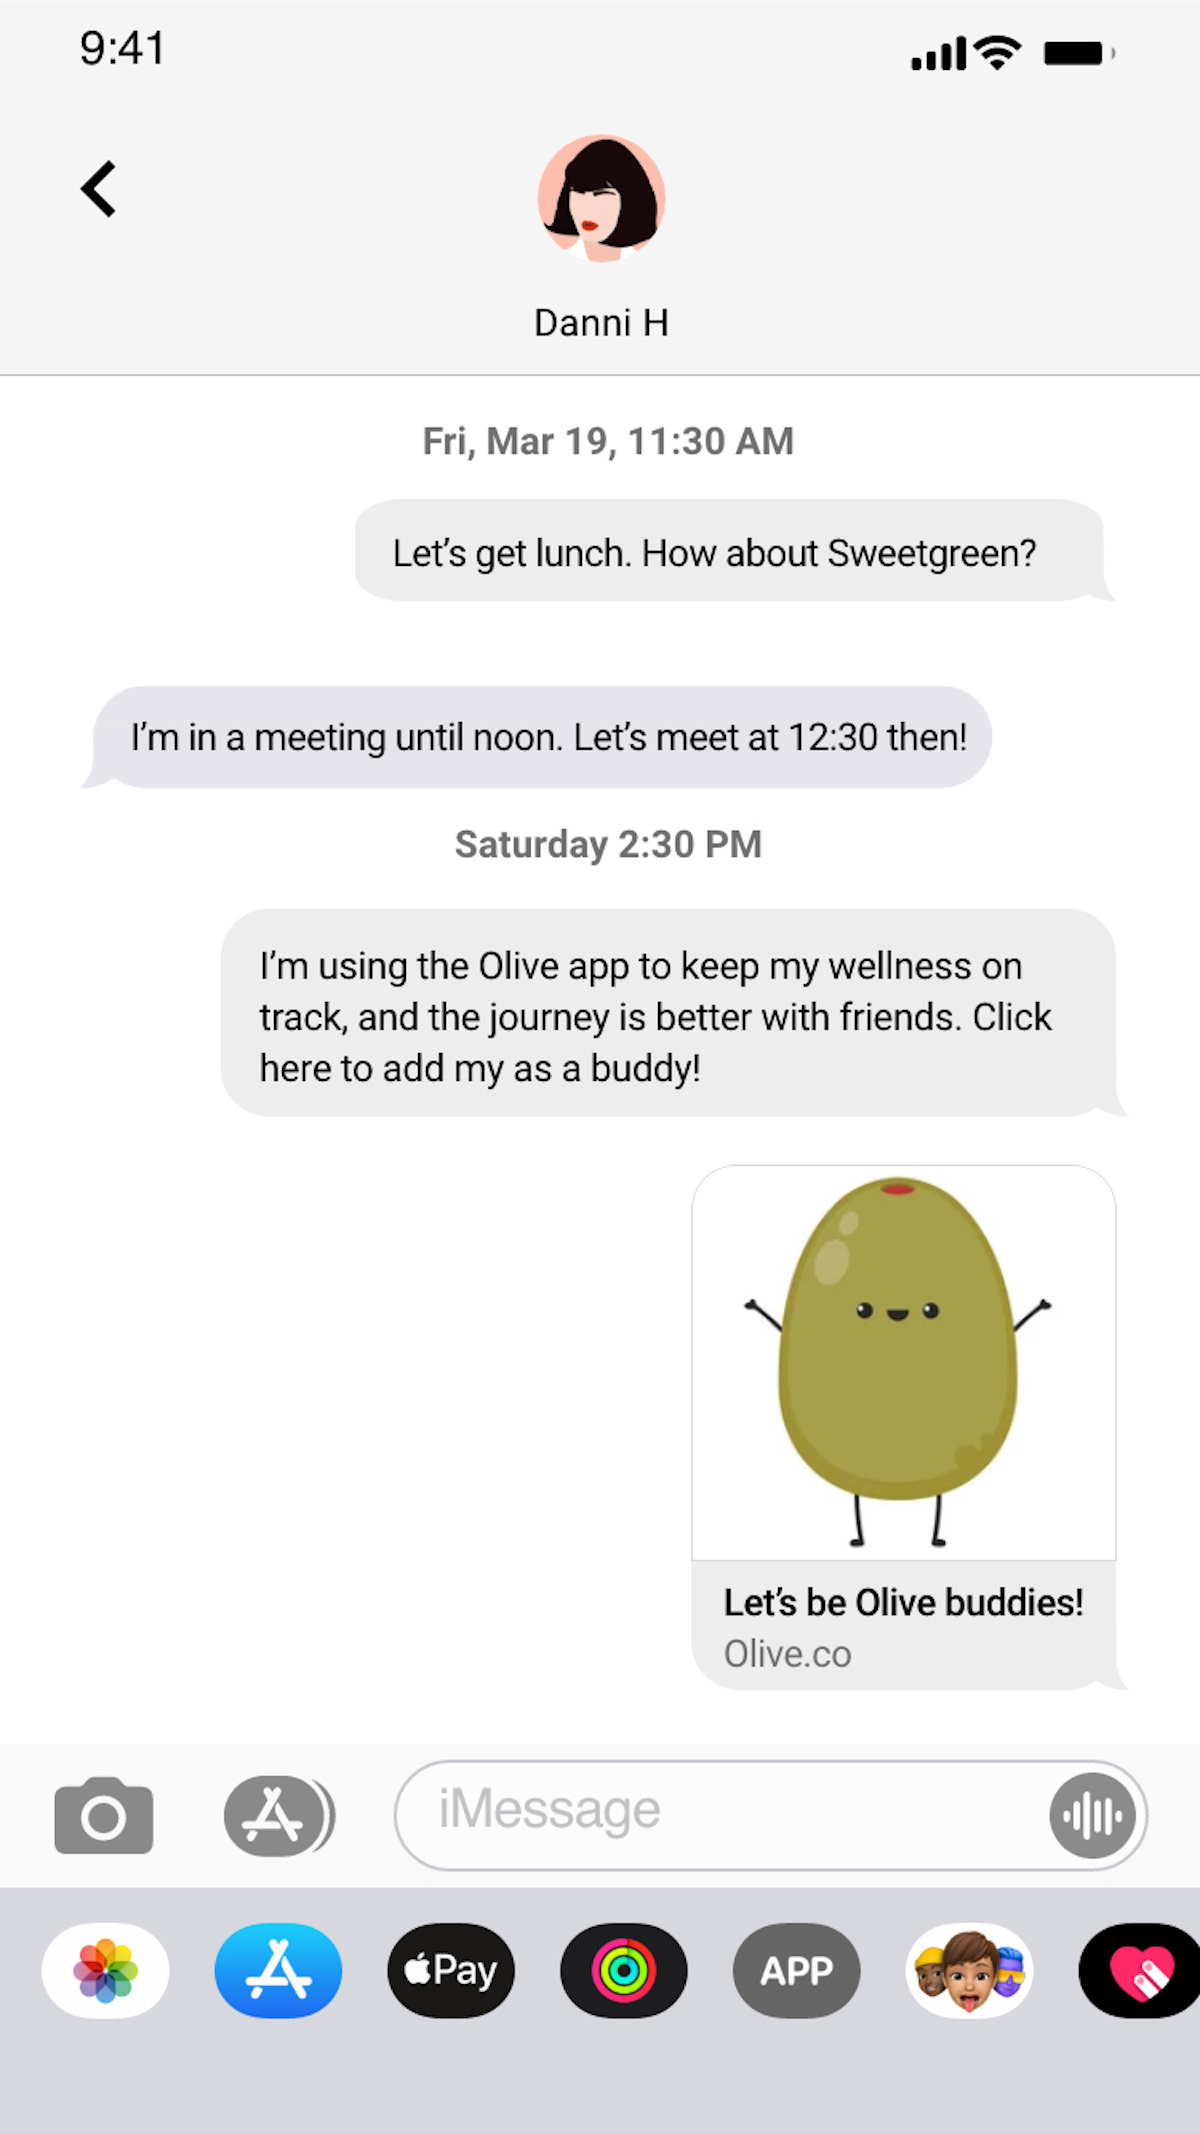 9:41
Danni H
Fri, Mar 19, 11:30 AM
Let’s get lunch. How about Sweetgreen?
I’m in a meeting until noon. Let’s meet at 12:30 then!
Saturday 2:30 PM
I’m using the Olive app to keep my wellness on
track, and the journey is better with friends. Click
here to add my as a buddy!
Let’s be Olive buddies!
Olive.co
iMessage
Pay
APP